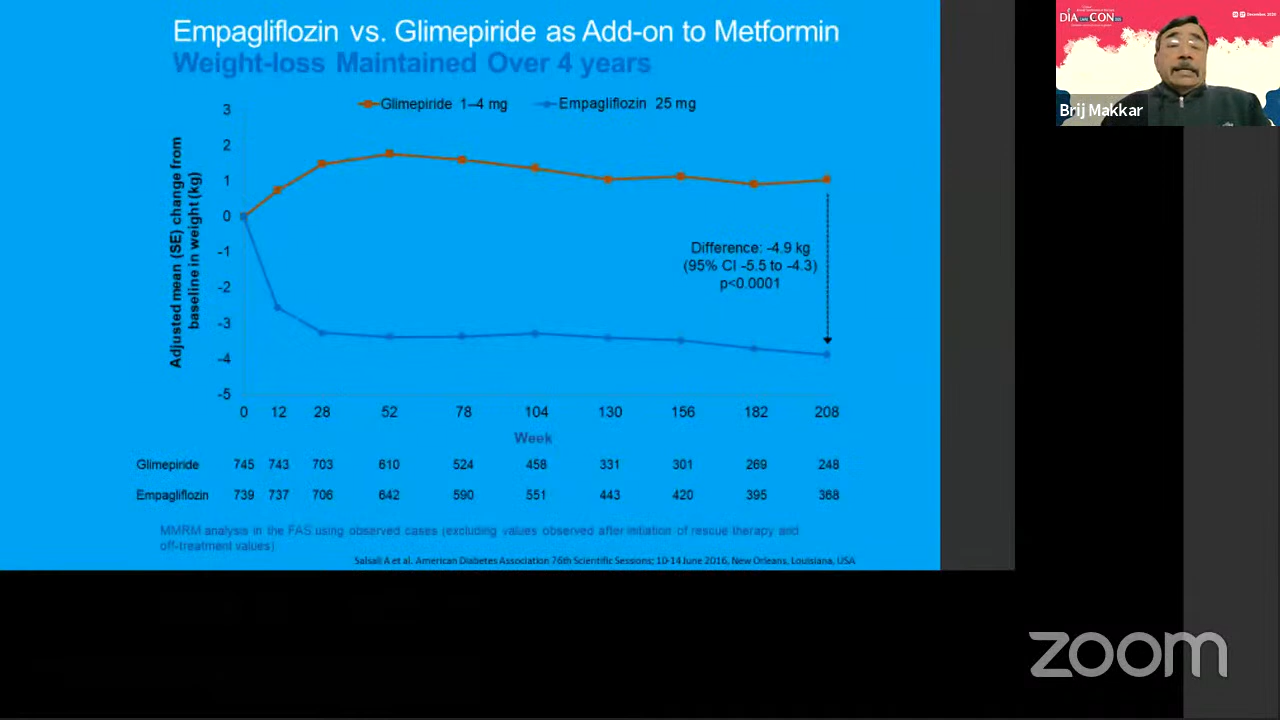 Empagliflozin vs. Glimepiride as Add-on to Metformin
Weight-loss Maintained Over 4 years
Glimepiride 1–4 mg
Empagliflozin 25 mg
Adjusted mean (SE) change from
baseline in weight (kg)
3
2
1
0
-1
-2
-3
-4
-5
Difference: -4.9 kg
(95% CI -5.5 to -4.3)
p<0.0001
0 12 28 52 78 104 130 156 182 208
Week
Glimepiride 745 743 703 610 524 458 331 301 269 248
Empagliflozin 739 737 706 642 590 551 443 420 395 368
MMRM analysis in the FAS using observed cases (excluding values observed after initiation of rescue therapy and
off-treatment values)
Salsali A et al. American Diabetes Association 76th Scientific Sessions; 10-14 June 2016, New Orleans, Louisiana, USA
DIA CON
Brij Makkar
zoom